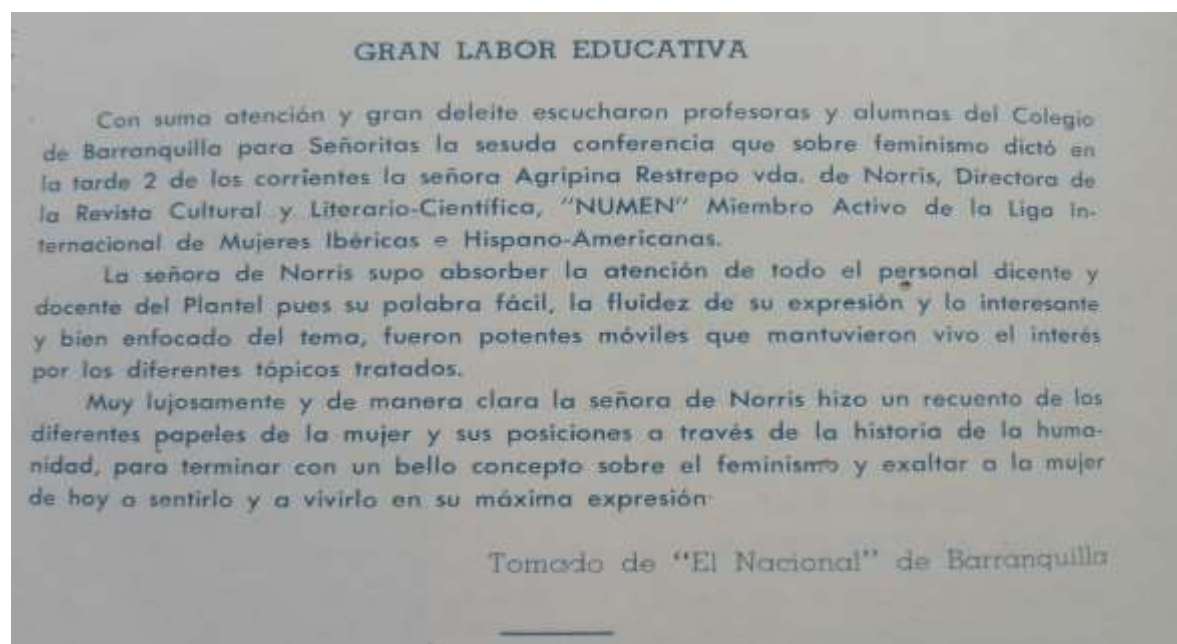 GRAN LABOR EDUCATIVA
Con suma atención y gran deleite escucharon profesoras y alumnas del Colegio
de Barranquilla para Señoritas la sesuda conferencia que sobre feminismo dictó en
la tarde 2 de los corrientes la señora Agripina Restrepo vda. de Norris, Directora de
la Revista Cultural y Literario-Científica, "NUMEN" Miembro Activo de la Liga In-
ternacional de Mujeres Ibéricas e Hispano-Americanas.
La señora de Norris supo absorber la atención de todo el personal dicente y
docente del Plantel pues su palabra fácil, la fluidez de su expresión y lo interesante
y bien enfocado del tema, fueron potentes móviles que mantuvieron vivo el interés
por los diferentes tópicos tratados.
Muy lujosamente y de manera clara la señora de Norris hizo un recuento de los
diferentes papeles de la mujer y sus posiciones a través de la historia de la huma-
nidad, para terminar con un bello concepto sobre el feminismo y exaltar a la mujer
de hoy a sentirlo y a vivirlo en su máxima expresión.
Tomado de "El Nacional" de Barranquilla